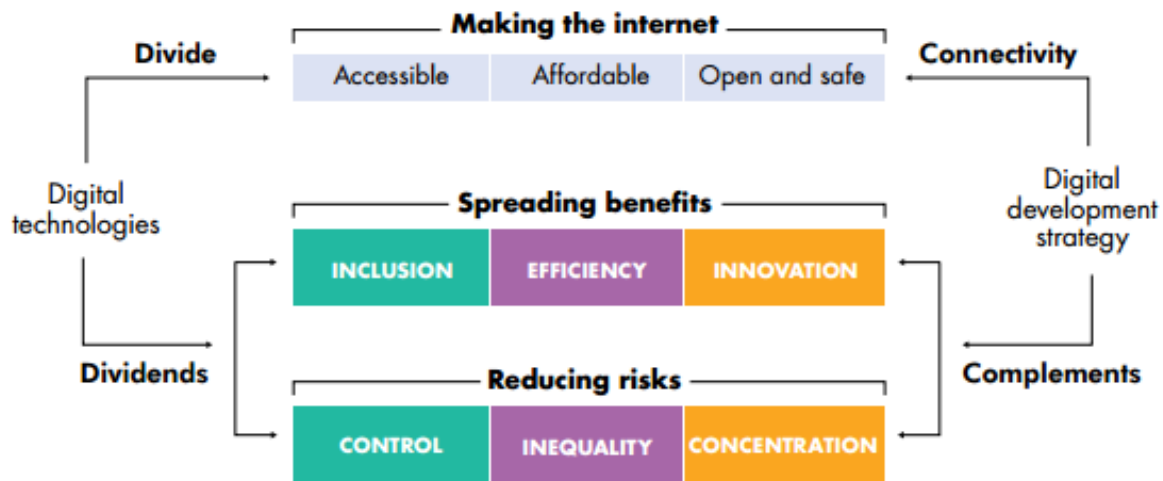 Making the internet
Divide
Connectivity
Accessible
Affordable
Open and safe
Digital
technologies
Digital
development
strategy
Spreading benefits
INCLUSION
EFFICIENCY
INNOVATION
Dividends
Complements
Reducing risks
CONTROL
INEQUALITY
CONCENTRATION